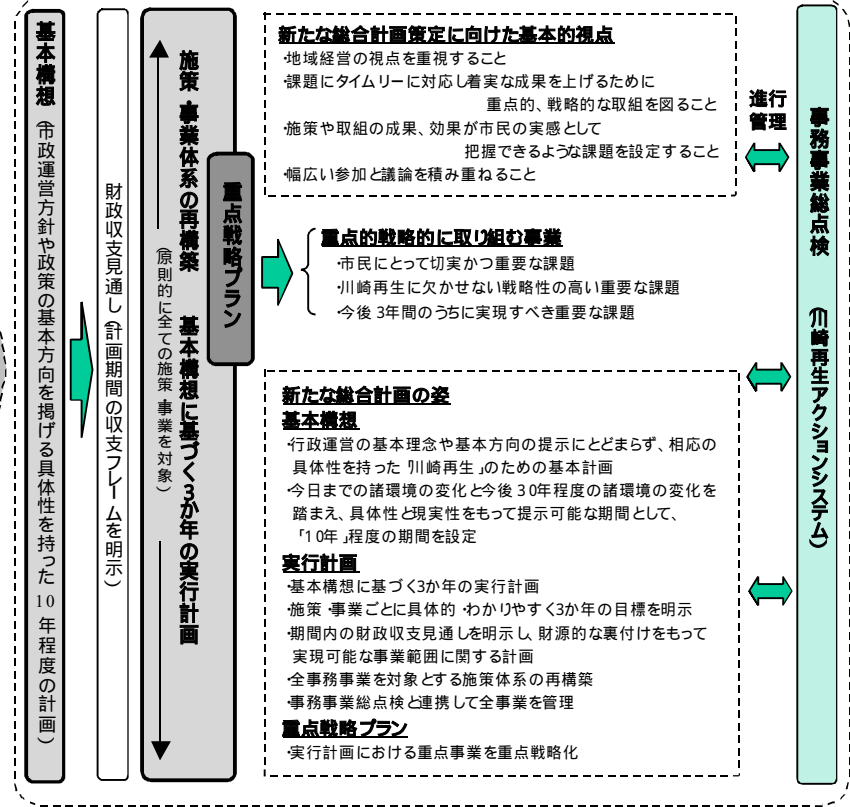 基本構想（市政運営方針や政策の基本方向を掲げる具体性を持った10年程度の計画）
財政収支見通し（計画期間の収支フレームを明示）
施策・事業体系の再構築　基本構想に基づく3か年の実行計画
（原則的に全ての施策・事業を対象）
重点戦略プラン
新たな総合計画策定に向けた基本的視点
・地域経営の視点を重視すること
・課題にタイムリーに対応し着実な成果を上げるために
重点的、戦略的な取組を図ること
・施策や取組の成果、効果が市民の実感として
把握できるような課題を設定すること
・幅広い参加と議論を積み重ねること
重点的戦略的に取り組む事業
・市民にとって切実かつ重要な課題
・川崎再生に欠かせない戦略性の高い重要な課題
・今後3年間のうちに実現すべき重要な課題
新たな総合計画の姿
基本構想
・行政運営の基本理念や基本方向の提示にとどまらず、相応の
具体性を持った「川崎再生」のための基本計画
・今日までの諸環境の変化と今後30年程度の諸環境の変化を
踏まえ、具体性と現実性をもって提示可能な期間として、
「10年」程度の期間を設定
実行計画
・基本構想に基づく3か年の実行計画
・施策・事業ごとに具体的・わかりやすく3か年の目標を明示
・期間内の財政収支見通しを明示し、財源的な裏付けをもって
実現可能な事業範囲に関する計画
・全事務事業を対象とする施策体系の再構築
・事務事業総点検と連携して全事業を管理
重点戦略プラン
・実行計画における重点事業を重点戦略化
進行
管理
事務事業総点検　（川崎再生アクションシステム）